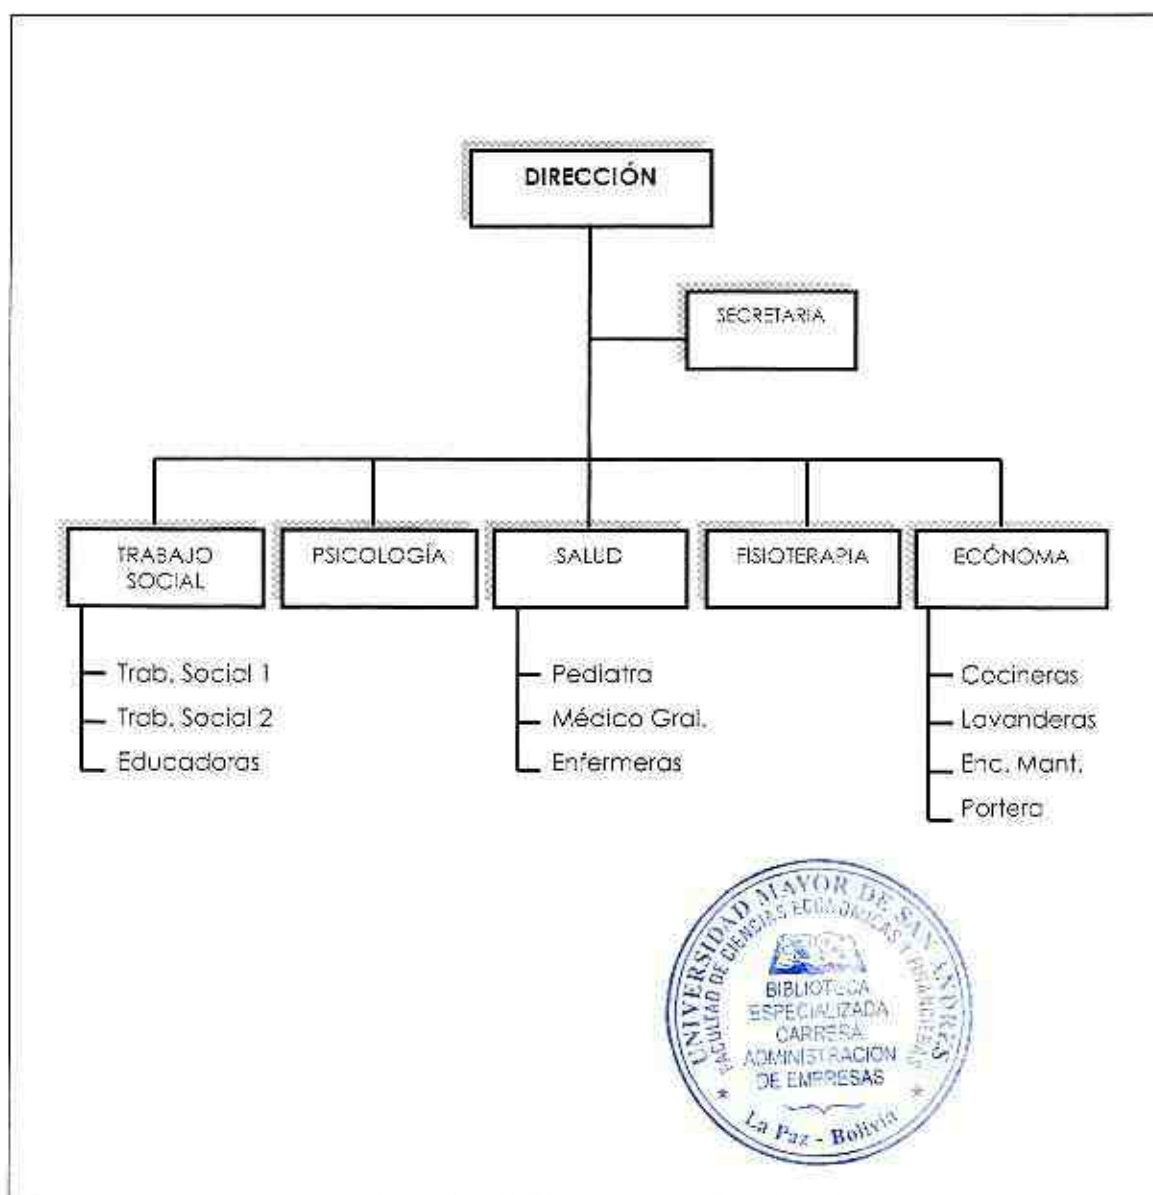 DIRECCIÓN
SECRETARIA
TRABAJO
SOCIAL
PSICOLOGÍA
SALUD
FISIOTERAPIA
ECÓNOMA
Trab. Social 1
Trab. Social 2
Educadoras
Pediatra
Médico Gral.
Enfermeras
Cocineras
Lavanderas
Enc. Mant.
Portera
UNIVERSIDAD MAYOR DE SAN ANDRES
FACULTAD DE CIENCIAS ECONOMICAS Y FINANCIERAS
BIBLIOTECA
ESPECIALIZADA
CARRERA
ADMINISTRACION
DE EMPRESAS
La Paz - Bolivia